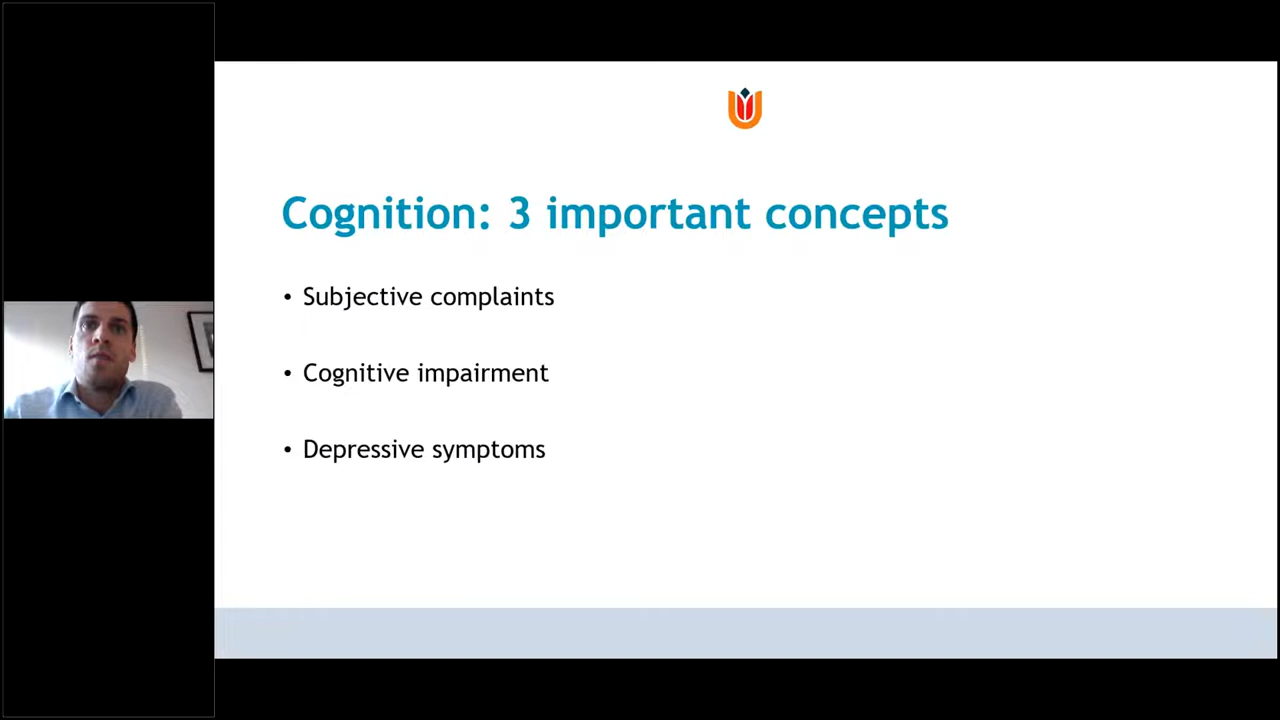 Cognition: 3 important concepts
• Subjective complaints
• Cognitive impairment
• Depressive symptoms